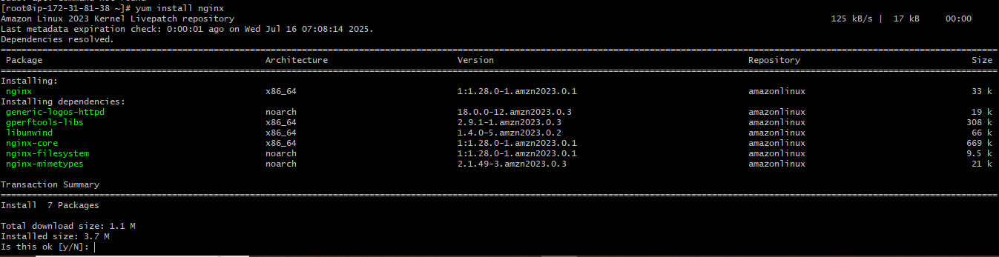 [root@ip-172-31-81-38 ~]# yum install nginx
Amazon Linux 2023 Kernel Livepatch repository 125 kB/s | 17 kB 00:00
Last metadata expiration check: 0:00:01 ago on Wed Jul 16 07:08:14 2025.
Dependencies resolved.
Package Architecture Version Repository Size
Installing:
nginx x86_64 1:1.28.0-1.amzn2023.0.1 amazonlinux 33 k
Installing dependencies:
generic-logos-httpd noarch 18.0.0-12.amzn2023.0.3 amazonlinux 19 k
gperftools-libs x86_64 2.9.1-1.amzn2023.0.3 amazonlinux 308 k
libunwind x86_64 1.4.0-5.amzn2023.0.2 amazonlinux 66 k
nginx-core x86_64 1:1.28.0-1.amzn2023.0.1 amazonlinux 669 k
nginx-filesystem noarch 1:1.28.0-1.amzn2023.0.1 amazonlinux 9.5 k
nginx-mimetypes noarch 2.1.49-3.amzn2023.0.3 amazonlinux 21 k
Transaction Summary
Install 7 Packages
Total download size: 1.1 M
Installed size: 3.7 M
Is this ok [y/N]: